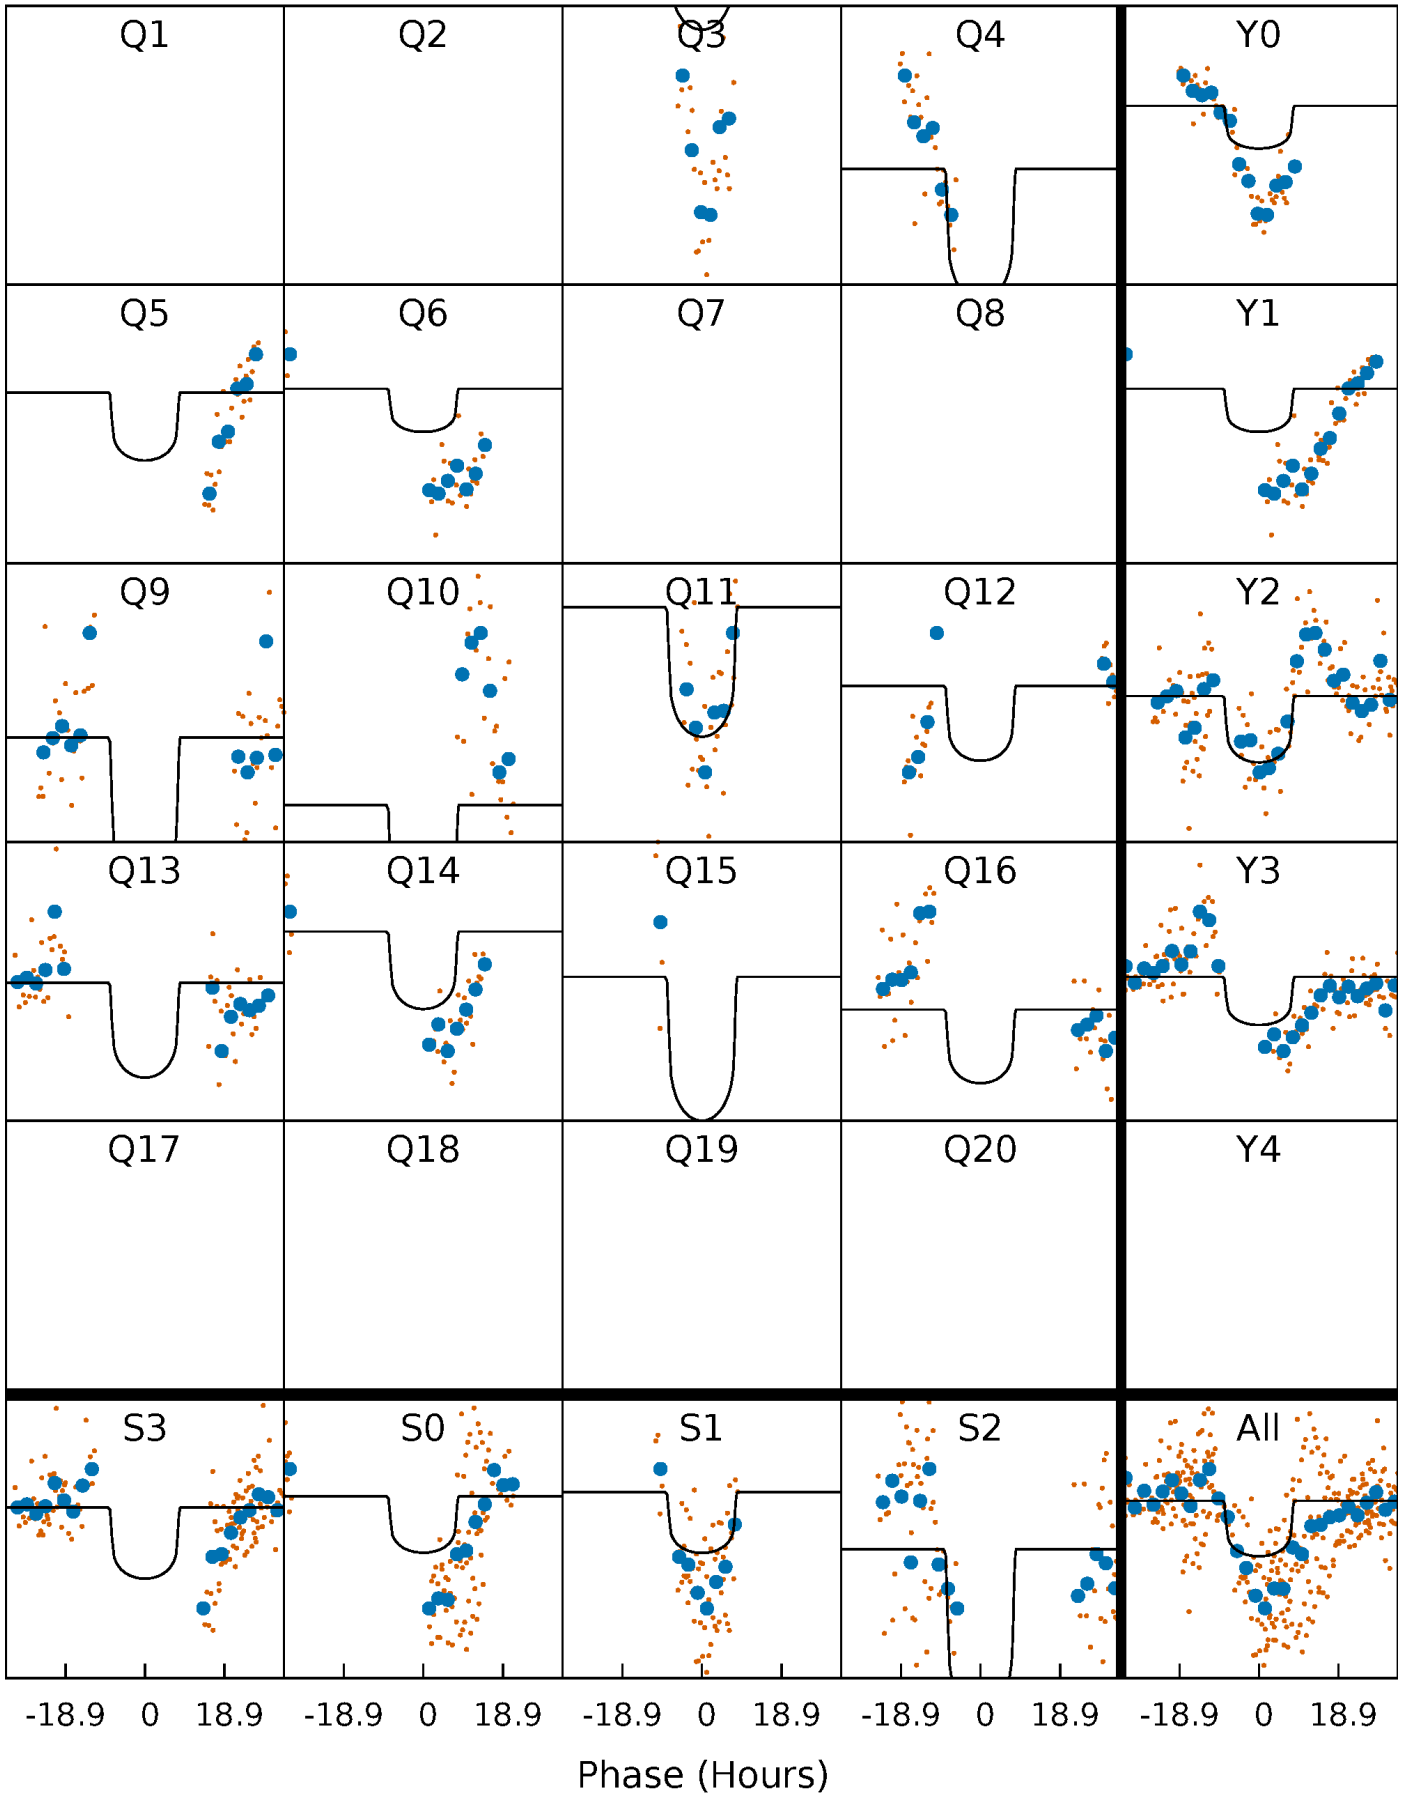 Q1 Q2 Q3 Q4 Y0
Q5 Q6 Q7 Q8 Y1
Q9 Q10 Q11 Q12 Y2
Q13 Q14 Q15 Q16 Y3
Q17 Q18 Q19 Q20 Y4
S3 S0 S1 S2 All
-18.9 0 18.9 -18.9 0 18.9 -18.9 0 18.9 -18.9 0 18.9 -18.9 0 18.9
Phase (Hours)